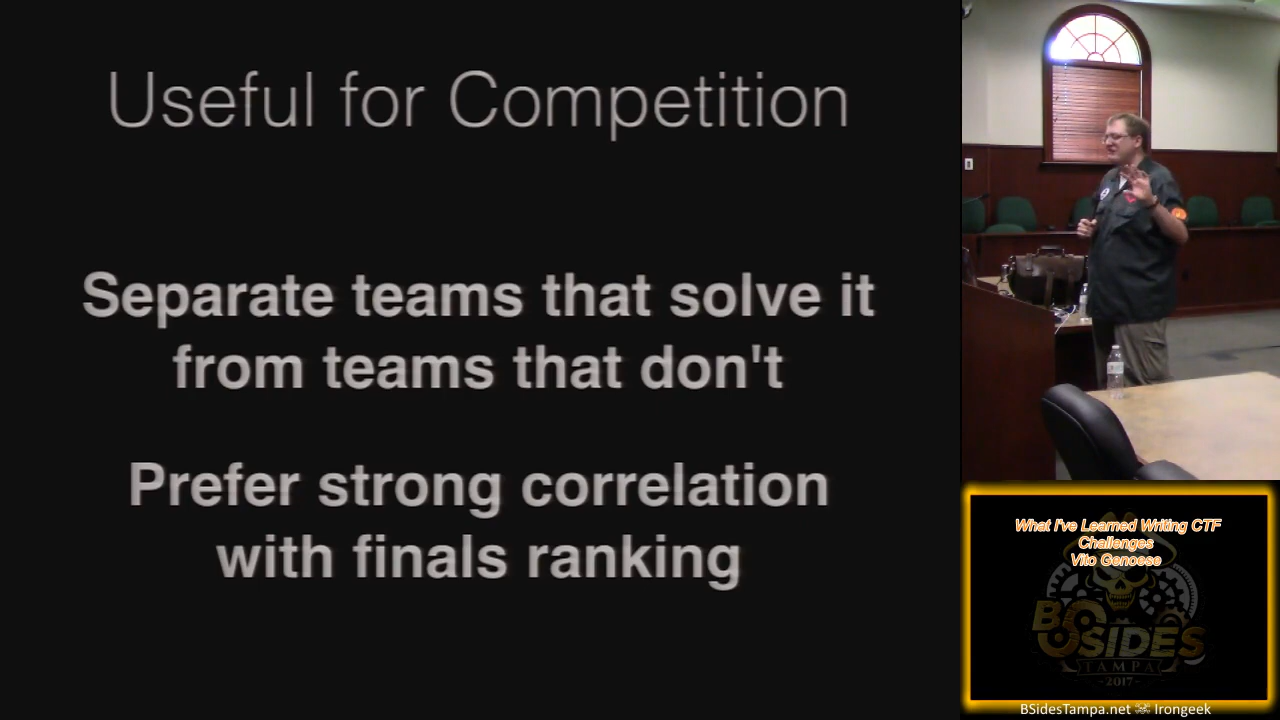 Useful for Competition
Separate teams that solve it
from teams that don't
Prefer strong correlation
with finals ranking
What I've Learned Writing CTF
Challenges
Vito Genoese
BSIDES
TAMPA
-2017-
BSidesTampa.net ☠ Irongeek